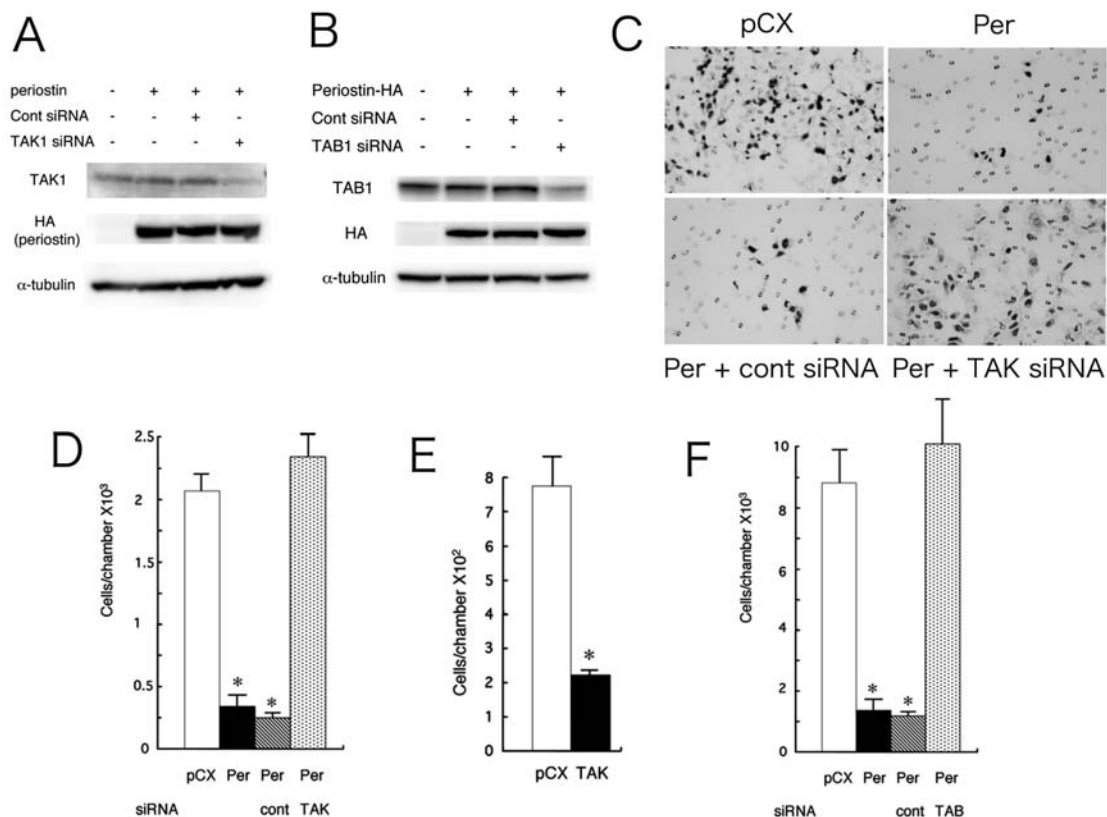 A
periostin - + + +
Cont siRNA - - + -
TAK1 siRNA - - - +
TAK1
HA
(periostin)
α-tubulin
B
Periostin-HA - + + +
Cont siRNA - - + -
TAB1 siRNA - - - +
TAB1
HA
α-tubulin
C
pCX Per
Per + cont siRNA Per + TAK siRNA
D
Cells/chamber X10³
2.5
2
1.5
1
0.5
0
* *
pCX Per Per Per
siRNA cont TAK
E
Cells/chamber X10²
8
7
6
5
4
3
2
1
0
*
pCX TAK
F
Cells/chamber X10³
10
8
6
4
2
0
* *
pCX Per Per Per
siRNA cont TAB